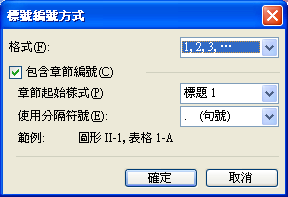 標號編號方式
格式(F): 1, 2, 3, …
包含章節編號(C)
章節起始樣式(P) 標題 1
使用分隔符號(E): . (句號)
範例: 圖形 II-1, 表格 1-A
確定 取消